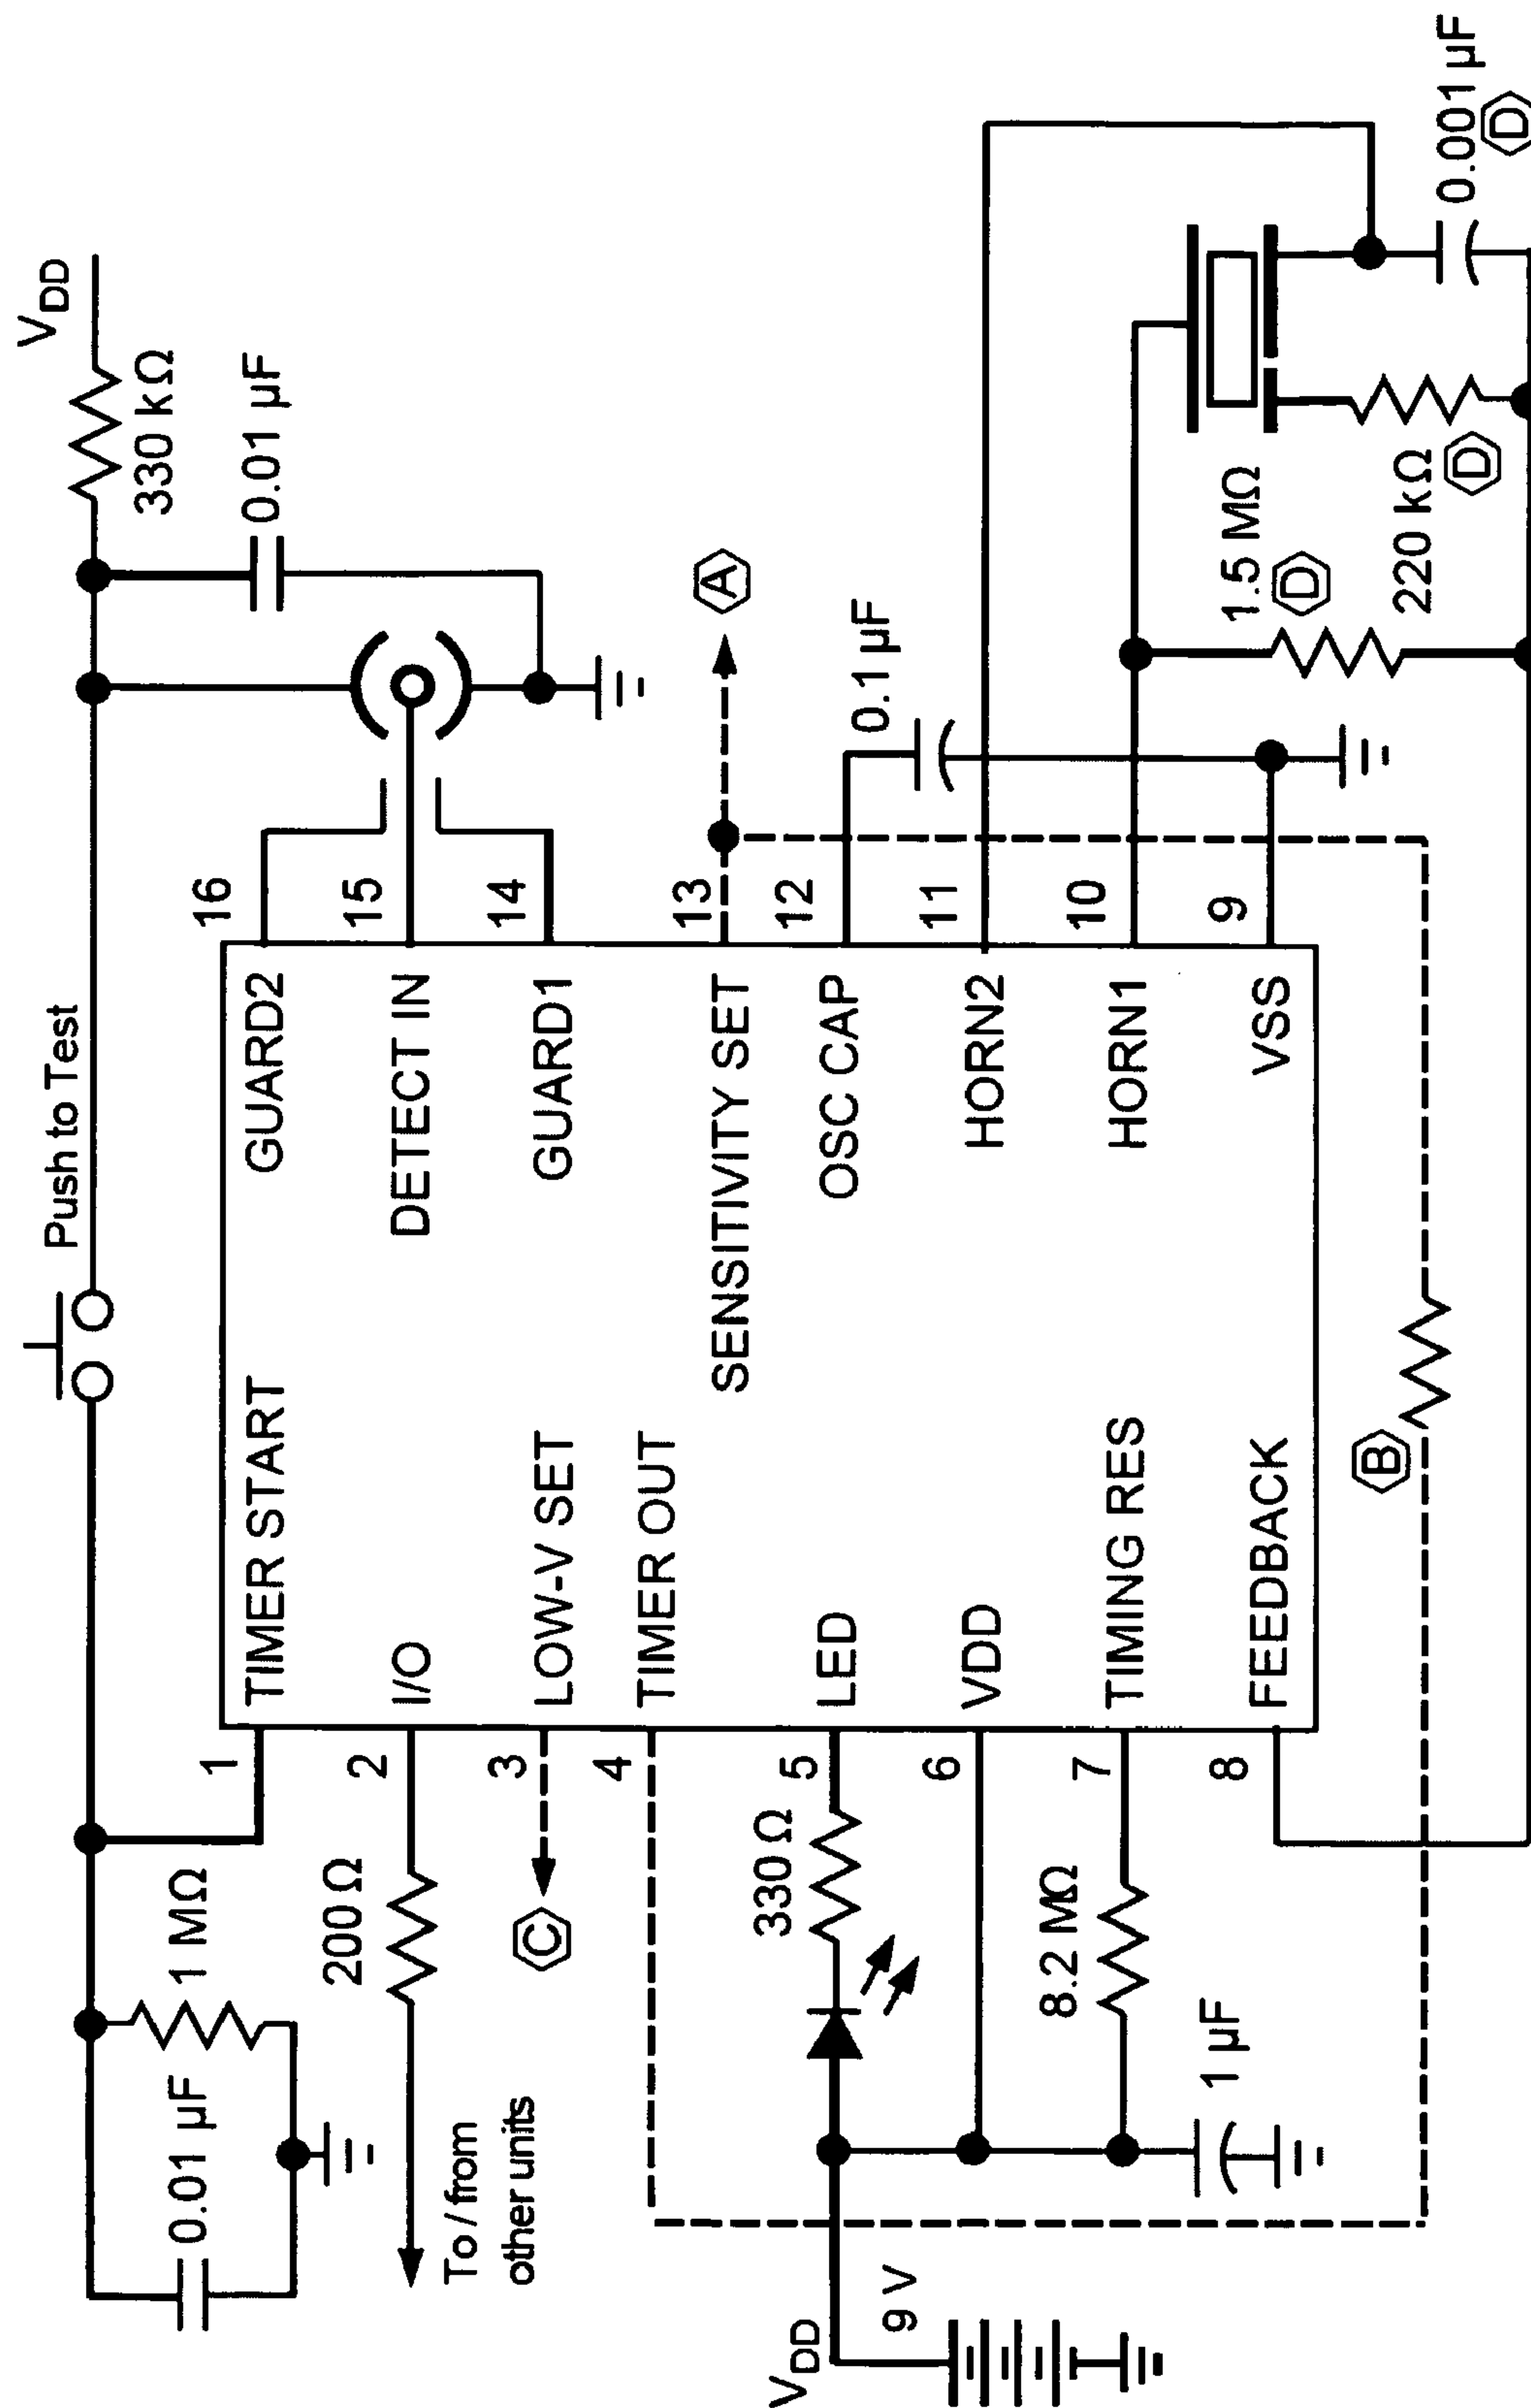 Push to Test
V_DD
330 kΩ
0.01 µF
1 MΩ
0.01 µF
1
TIMER START
GUARD2
16
200 Ω
2
I/O
DETECT IN
15
To / from
other units
C
3
LOW-V SET
GUARD1
14
4
TIMER OUT
SENSITIVITY SET
13
A
330 Ω
5
LED
OSC CAP
12
0.1 µF
V_DD
9 V
6
VDD
HORN2
11
8.2 MΩ
7
TIMING RES
HORN1
10
1 µF
8
FEEDBACK
VSS
9
1.5 MΩ
D
220 kΩ
D
0.001 µF
D
B